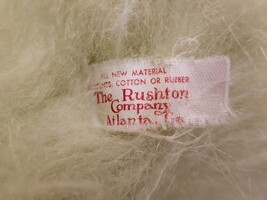 ALL NEW MATERIAL
COTTON OR RUBBER
The Rushton
Company
Atlanta, Ga